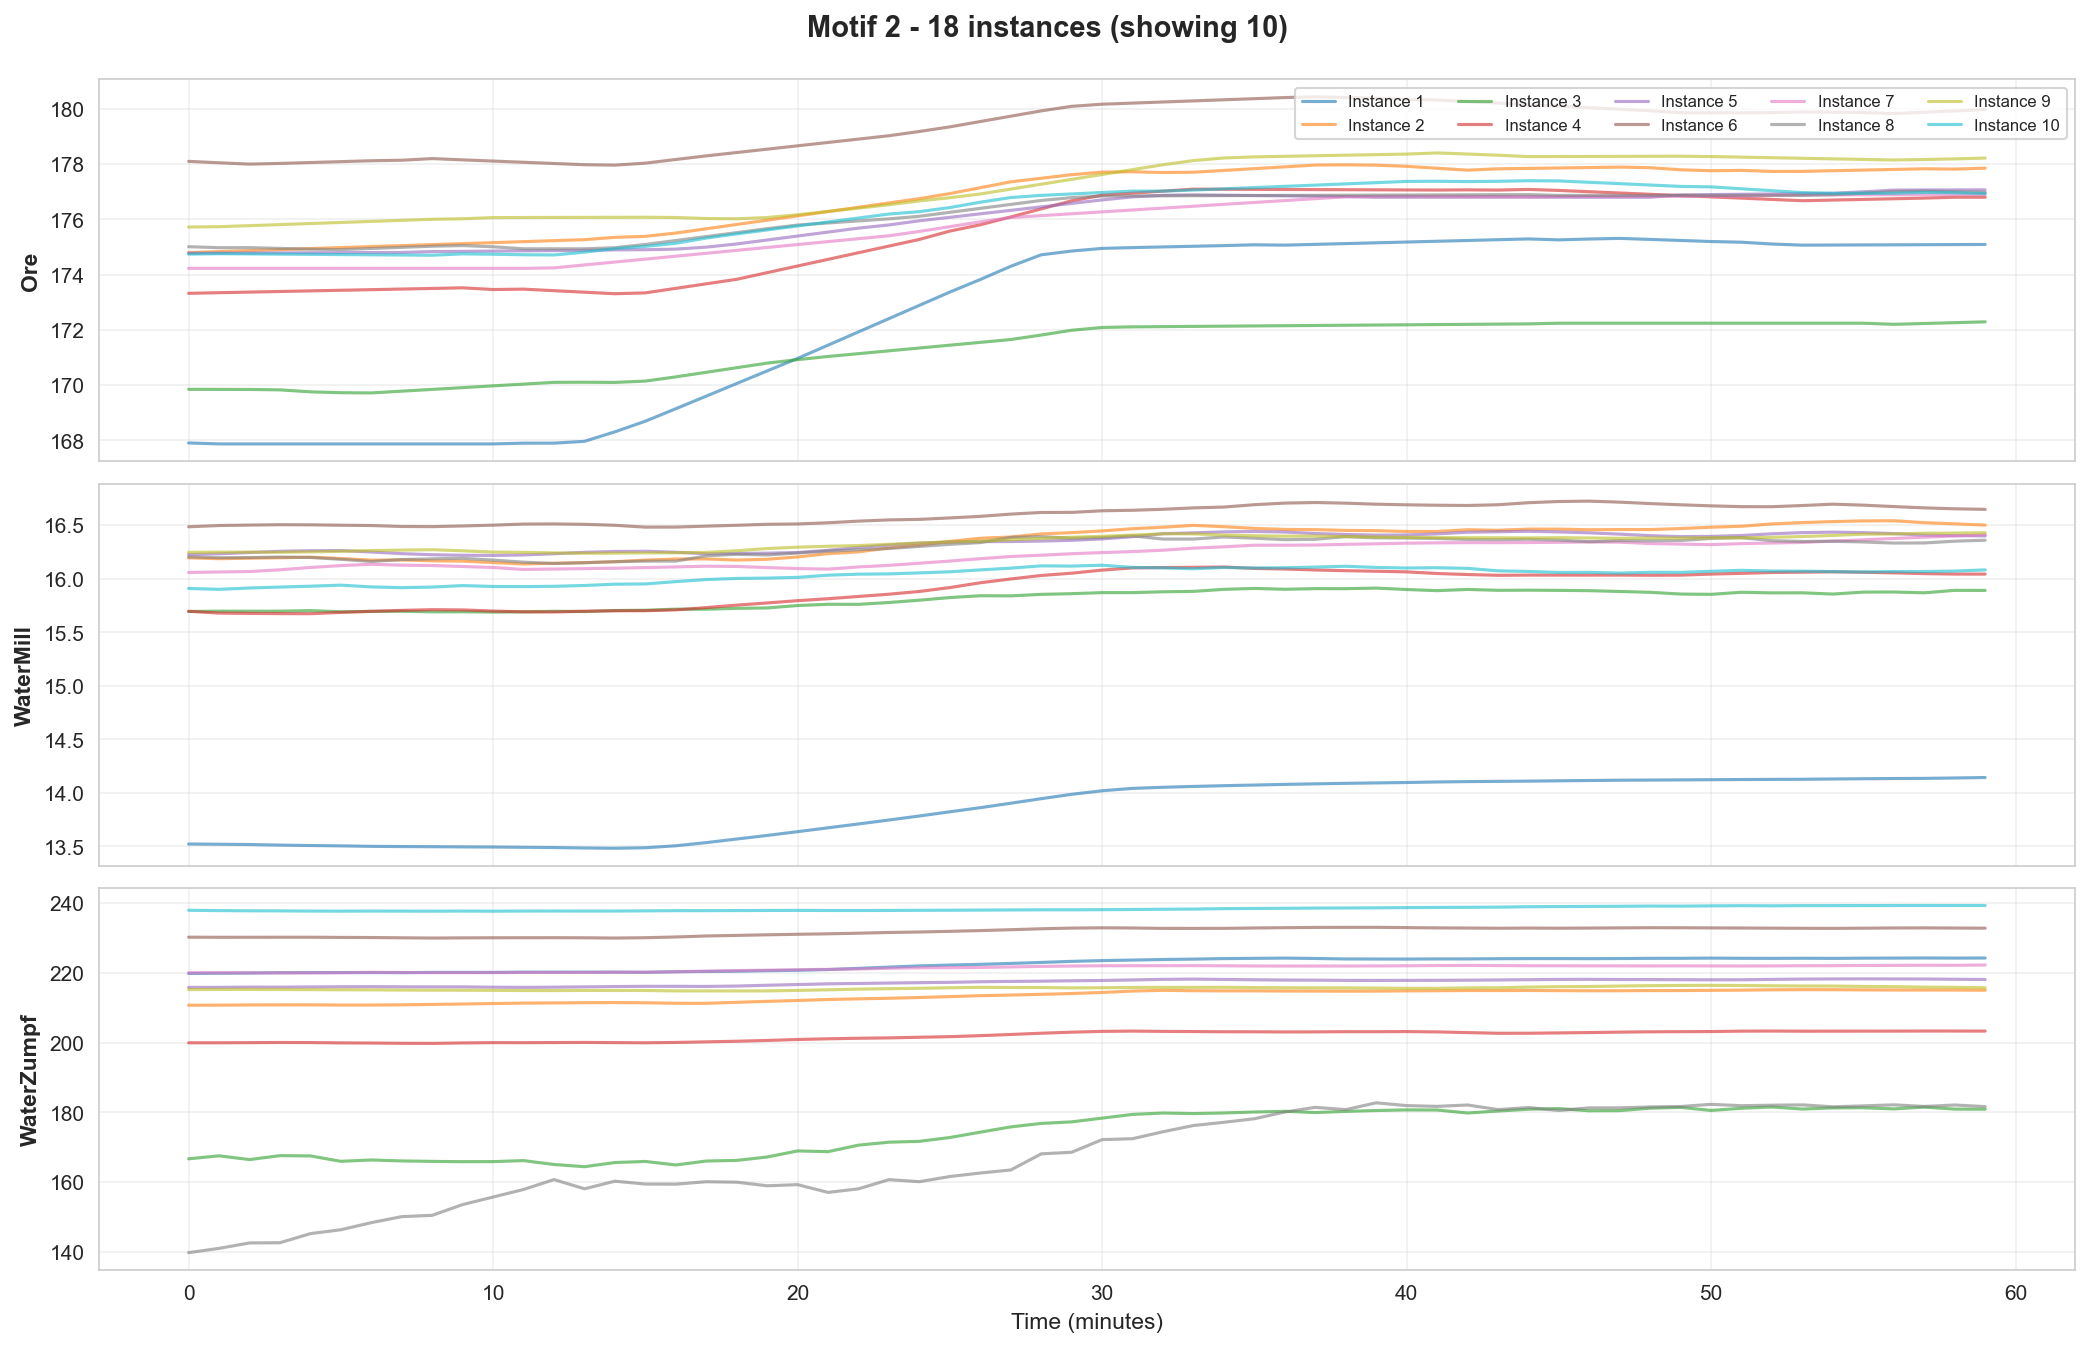 Motif 2 - 18 instances (showing 10)
Instance 1 Instance 3 Instance 5 Instance 7 Instance 9
Instance 2 Instance 4 Instance 6 Instance 8 Instance 10
Ore
180
178
176
174
172
170
168
WaterMill
16.5
16.0
15.5
15.0
14.5
14.0
13.5
WaterZumpf
240
220
200
180
160
140
0 10 20 30 40 50 60
Time (minutes)